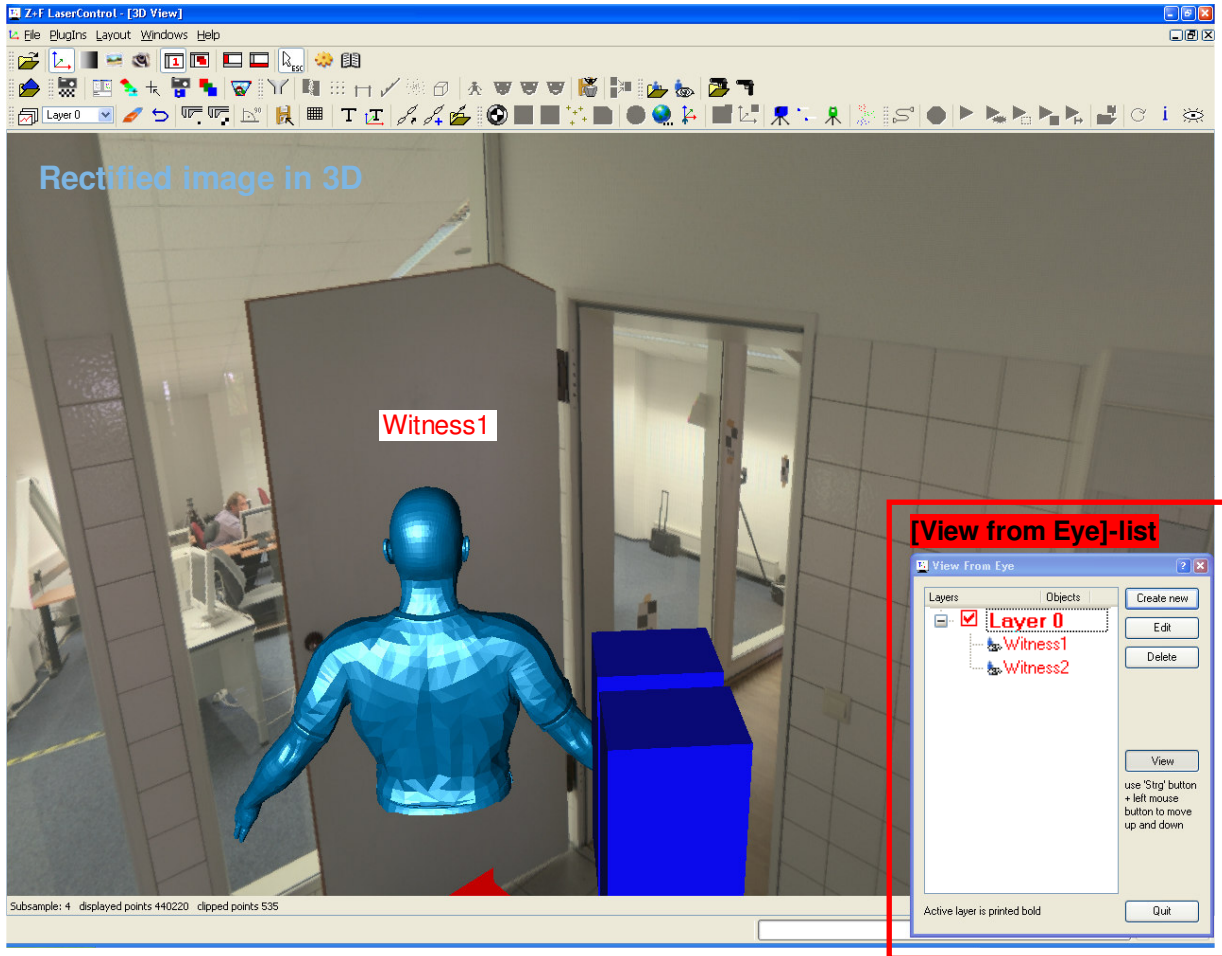 Z+F LaserControl - [3D View]
File PlugIns Layout Windows Help
1
ESC
Layer 0
90
T T
i
Rectified image in 3D
Witness1
[View from Eye]-list
View From Eye
Layers Objects
Create new
Layer 0
Edit
Witness1
Delete
Witness2
View
use 'Strg' button
+ left mouse
button to move
up and down
Active layer is printed bold
Quit
Subsample: 4 displayed points 440220 clipped points 535